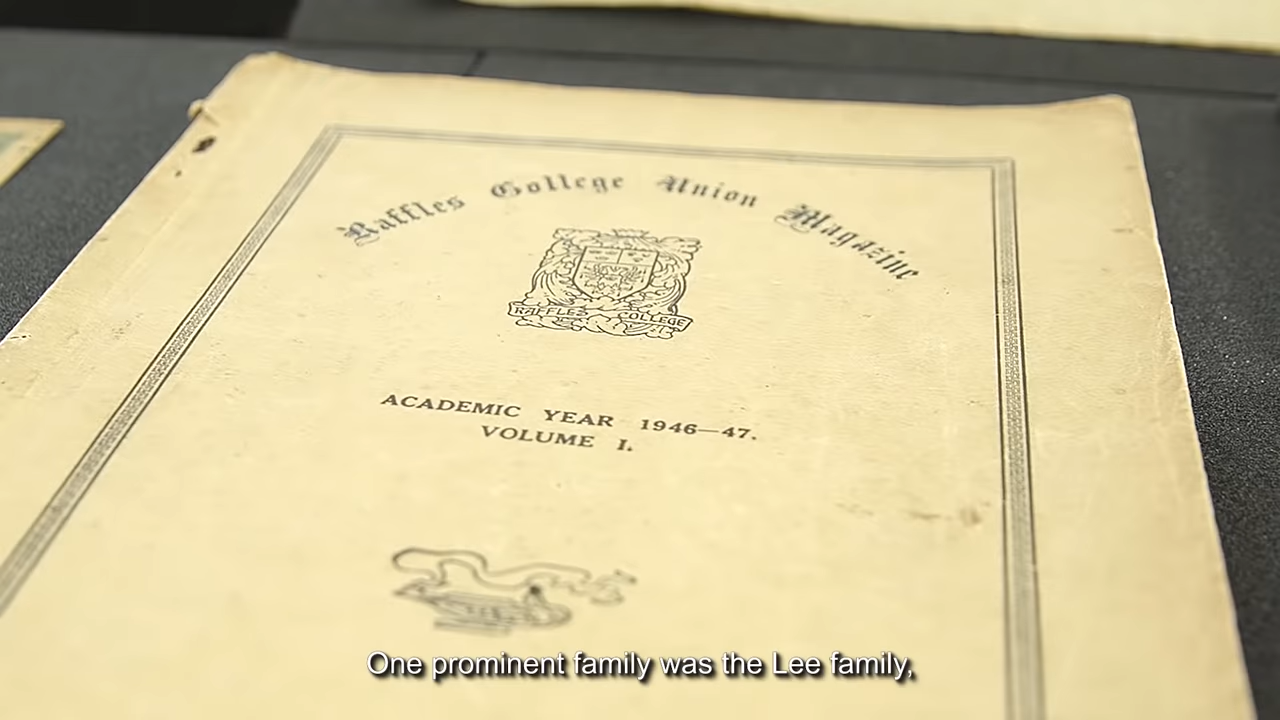 Raffles College Union Magazine
RAFFLES COLLEGE
ACADEMIC YEAR 1946—47.
VOLUME I.
One prominent family was the Lee family,